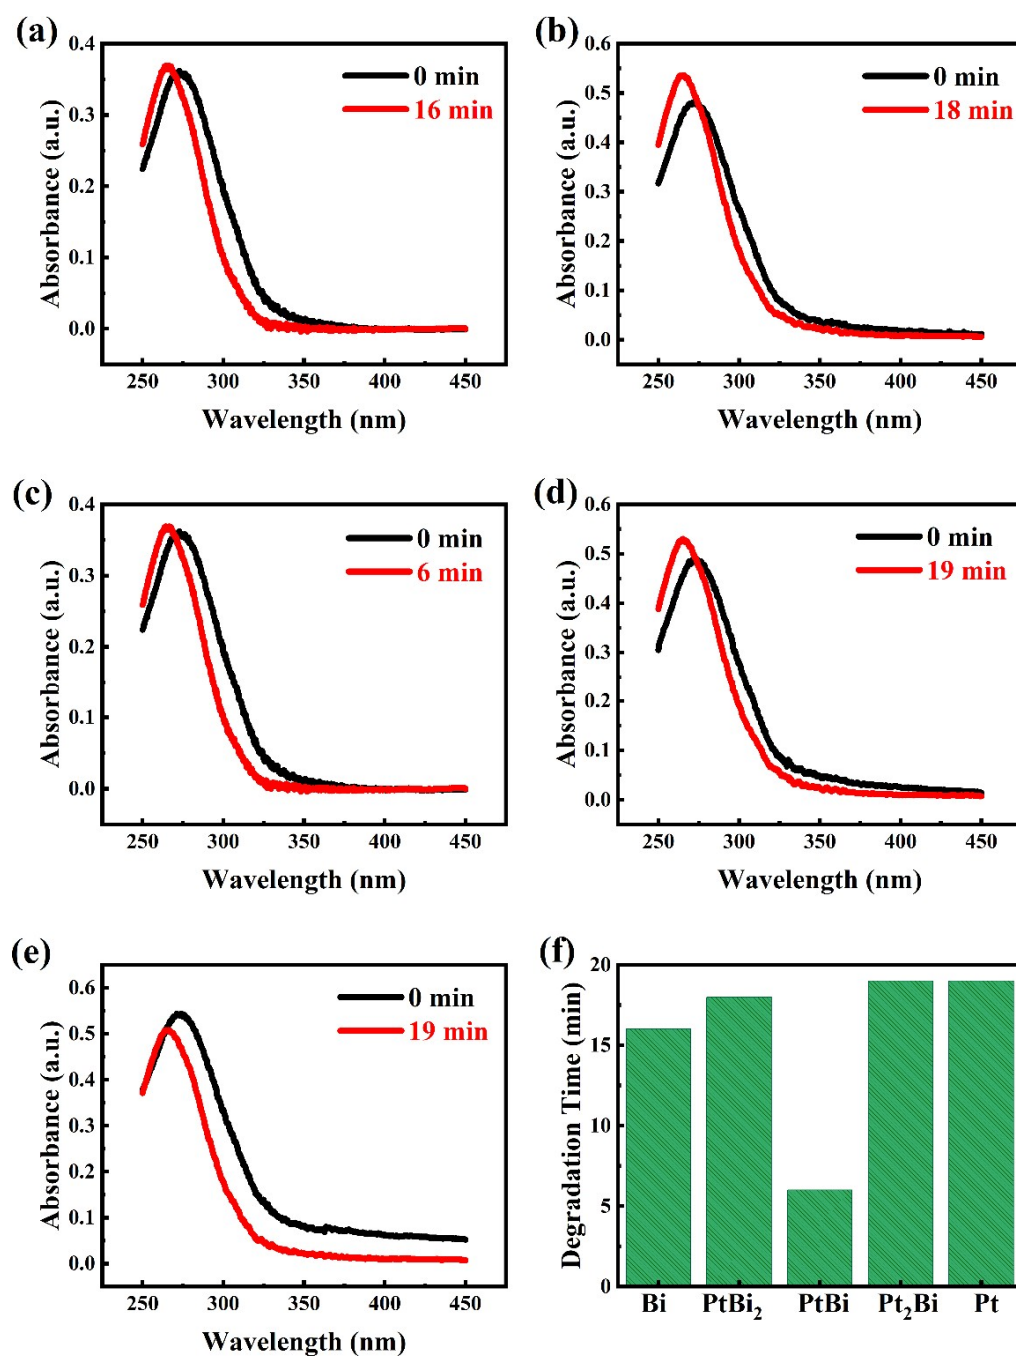 (a)
0.4
0.3
0.2
0.1
0.0
Absorbance (a.u.)
0 min
16 min
250 300 350 400 450
Wavelength (nm)
(b)
0.6
0.5
0.4
0.3
0.2
0.1
0.0
Absorbance (a.u.)
0 min
18 min
250 300 350 400 450
Wavelength (nm)
(c)
0.4
0.3
0.2
0.1
0.0
Absorbance (a.u.)
0 min
6 min
250 300 350 400 450
Wavelength (nm)
(d)
0.6
0.5
0.4
0.3
0.2
0.1
0.0
Absorbance (a.u.)
0 min
19 min
250 300 350 400 450
Wavelength (nm)
(e)
0.6
0.5
0.4
0.3
0.2
0.1
0.0
Absorbance (a.u.)
0 min
19 min
250 300 350 400 450
Wavelength (nm)
(f)
20
15
10
5
0
Degradation Time (min)
Bi PtBi₂ PtBi Pt₂Bi Pt